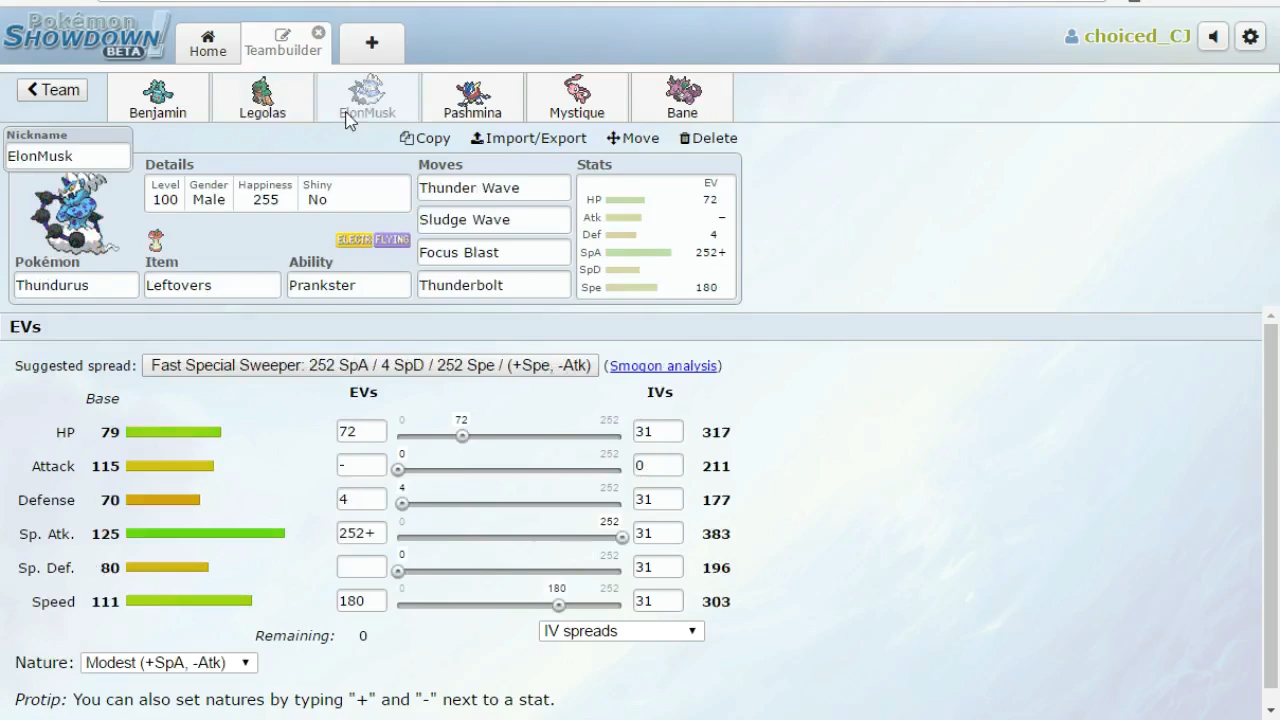 Pokémon
SHOWDOWN!
BETA
Home
Teambuilder
+
choiced_CJ
Team
Benjamin
Legolas
ElonMusk
Pashmina
Mystique
Bane
Copy Import/Export Move Delete
Nickname
ElonMusk
Details
Level Gender Happiness Shiny
100 Male 255 No
ELECTR FLYING
Pokémon
Thundurus
Item
Leftovers
Ability
Prankster
Moves
Thunder Wave
Sludge Wave
Focus Blast
Thunderbolt
Stats
EV
HP 72
Atk –
Def 4
SpA 252+
SpD
Spe 180
EVs
Suggested spread: Fast Special Sweeper: 252 SpA / 4 SpD / 252 Spe / (+Spe, -Atk) (Smogon analysis)
Base EVs IVs
0 72 252
HP 79 72 31 317
0 252
Attack 115 - 0 211
4 252
Defense 70 4 31 177
0 252
Sp. Atk. 125 252+ 31 383
0 252
Sp. Def. 80 31 196
0 180 252
Speed 111 180 31 303
Remaining: 0 IV spreads
Nature: Modest (+SpA, -Atk)
Protip: You can also set natures by typing "+" and "-" next to a stat.